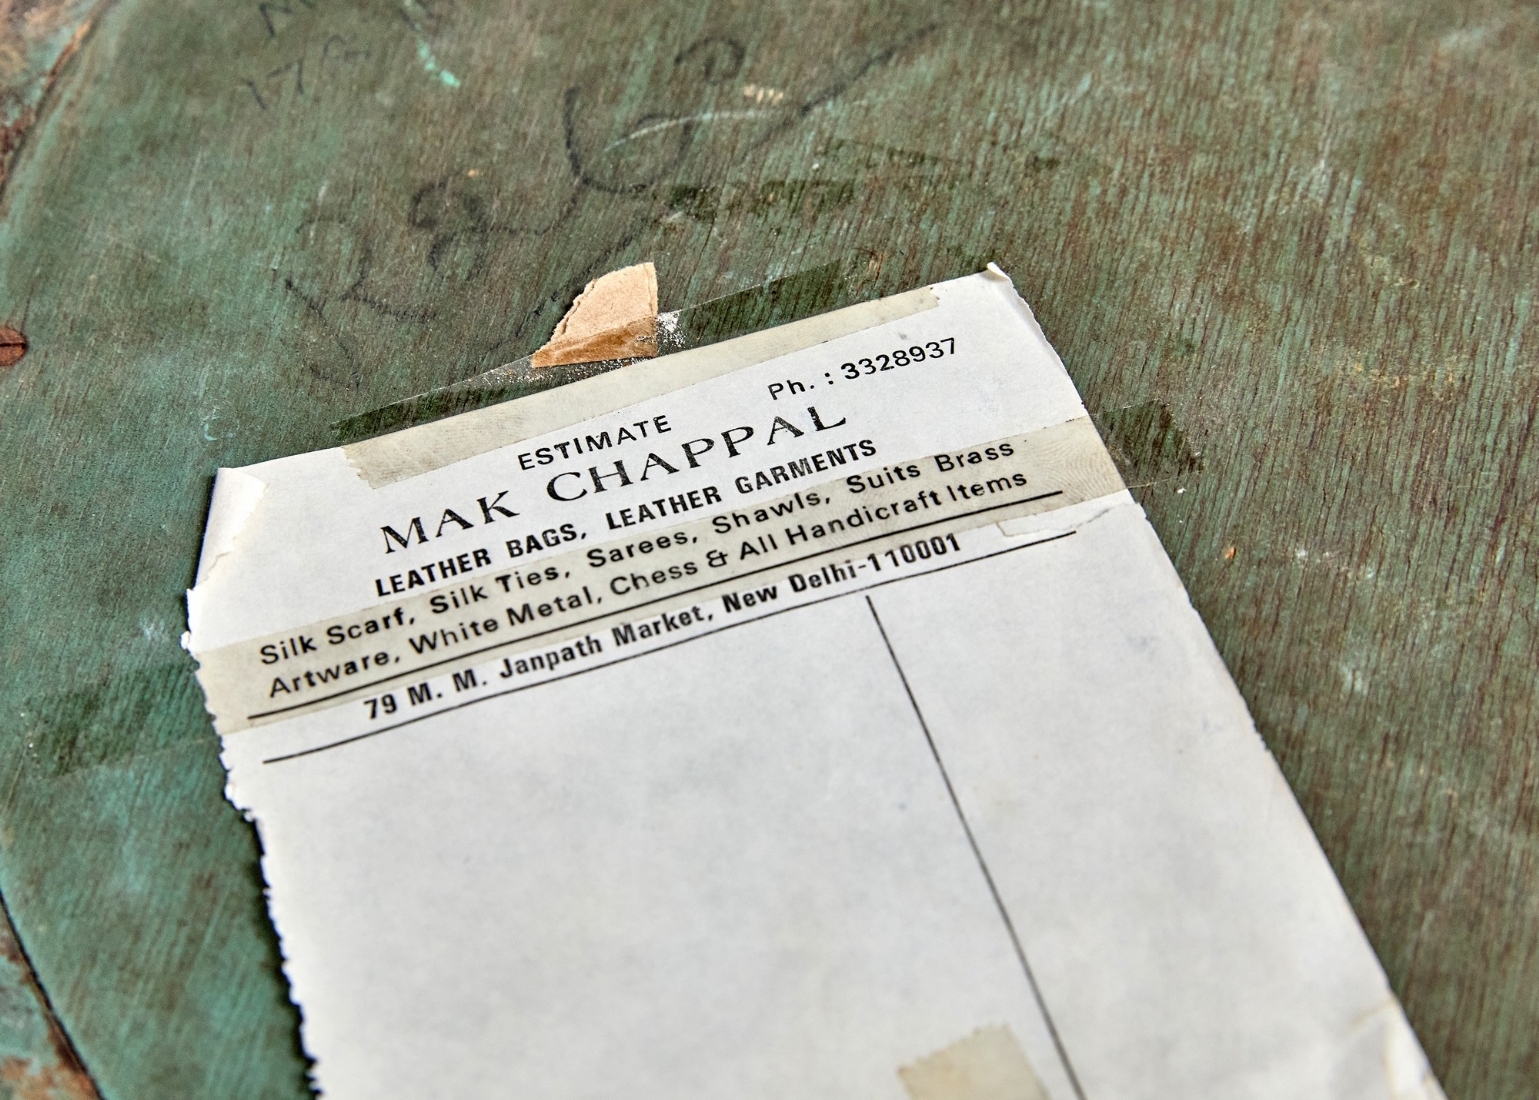 ESTIMATE Ph. : 3328937
MAK CHAPPAL
LEATHER BAGS, LEATHER GARMENTS
Silk Scarf, Silk Ties, Sarees, Shawls, Suits Brass
Artware, White Metal, Chess & All Handicraft Items
79 M. M. Janpath Market, New Delhi-110001